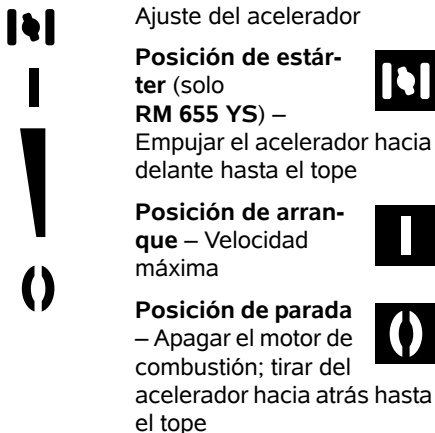 Ajuste del acelerador
Posición de estár-
ter (solo
RM 655 YS) –
Empujar el acelerador hacia
delante hasta el tope
Posición de arran-
que – Velocidad
máxima
Posición de parada
– Apagar el motor de
combustión; tirar del
acelerador hacia atrás hasta
el tope